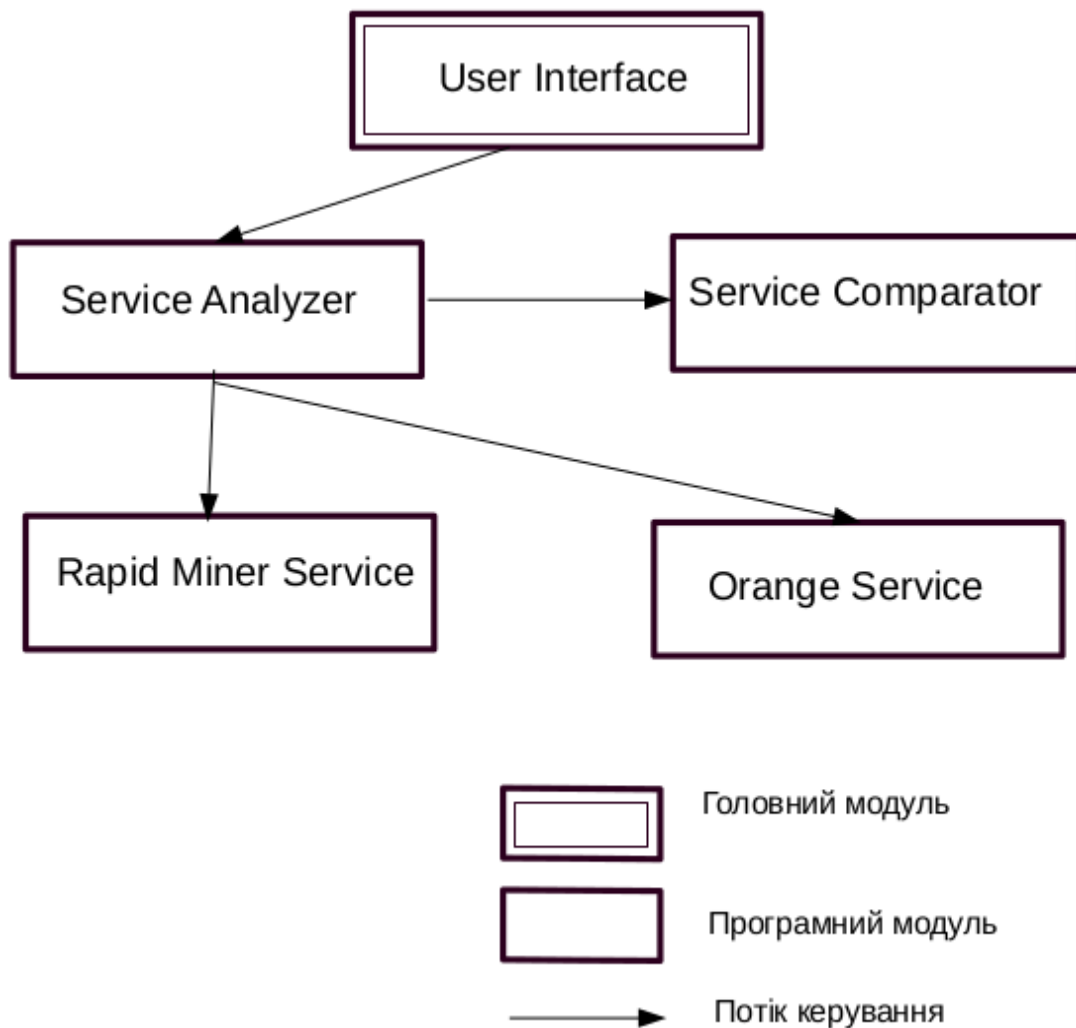 User Interface
Service Analyzer
Service Comparator
Rapid Miner Service
Orange Service
Головний модуль
Програмний модуль
Потік керування